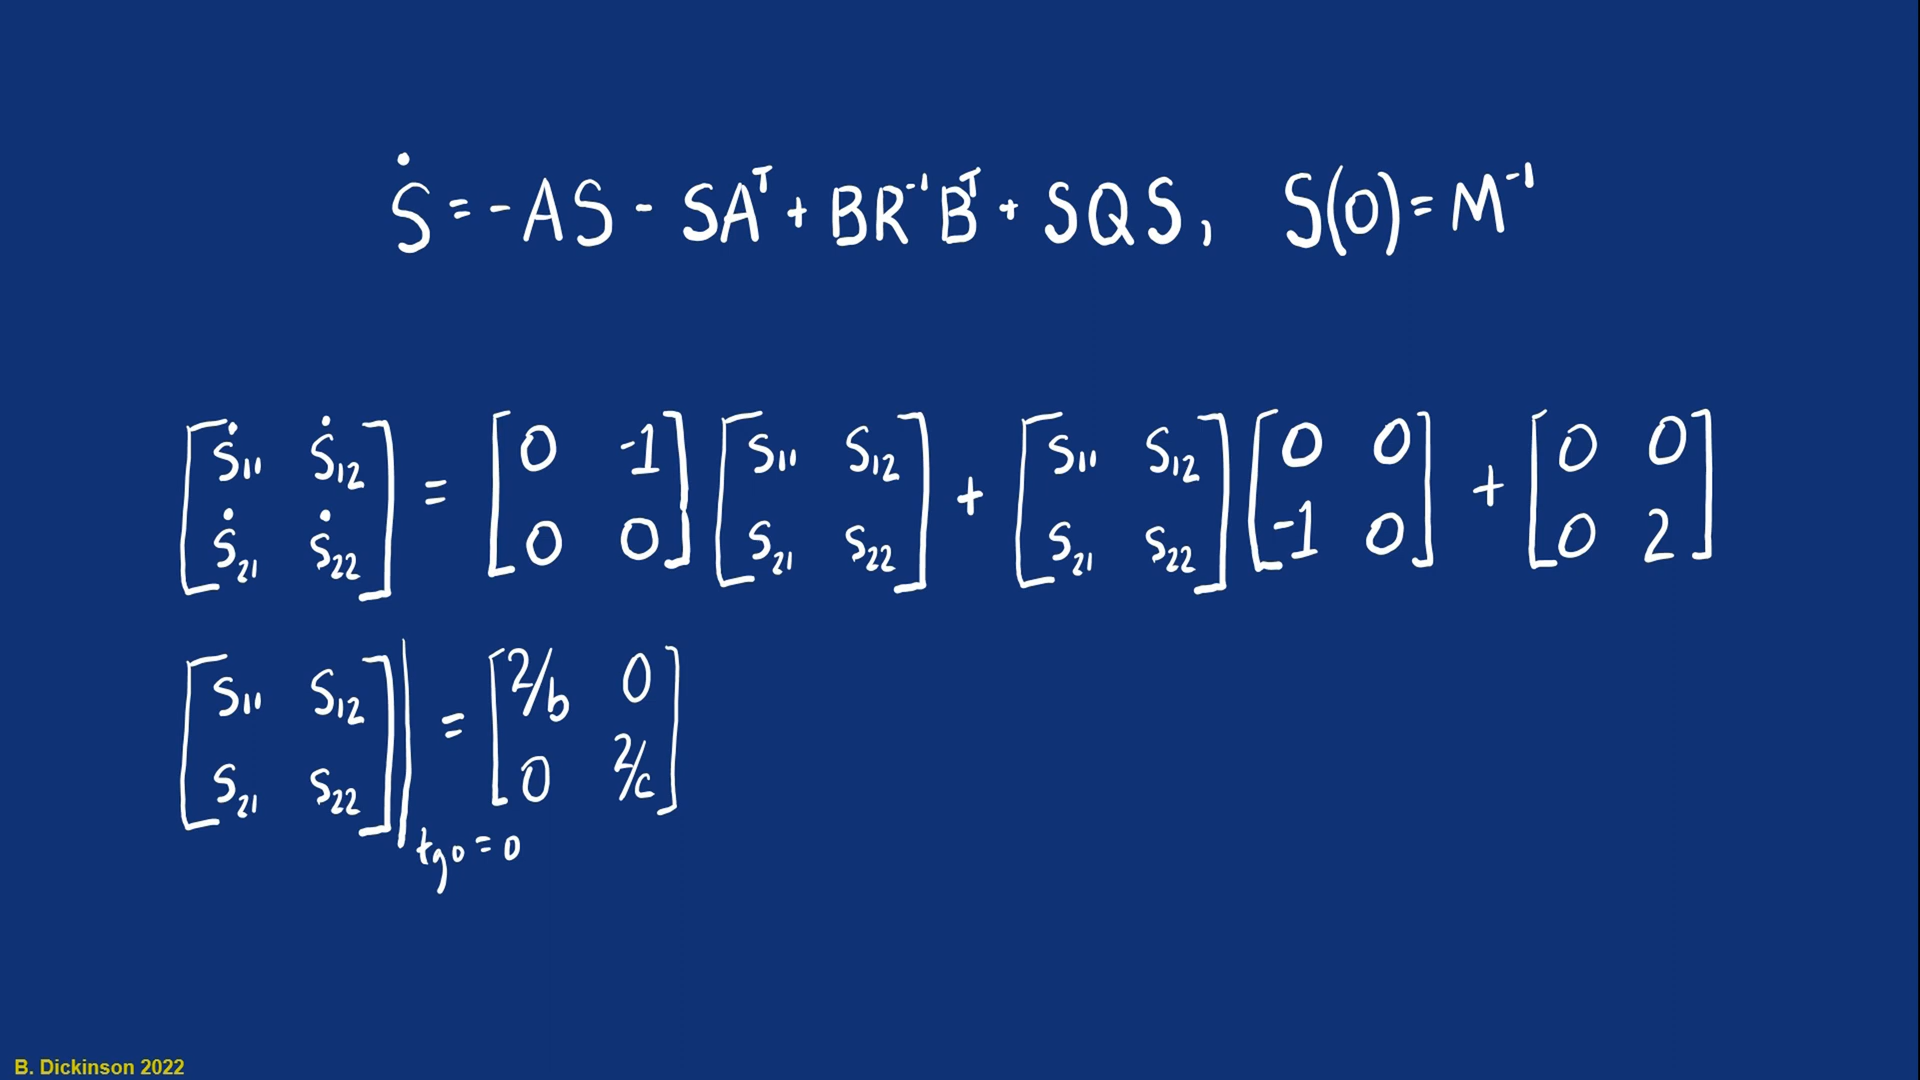 Ṡ = -AS - SAᵀ + BR⁻¹Bᵀ + SQS, S(0) = M⁻¹
[Ṡ₁₁ Ṡ₁₂; Ṡ₂₁ Ṡ₂₂] = [0 -1; 0 0] [S₁₁ S₁₂; S₂₁ S₂₂] + [S₁₁ S₁₂; S₂₁ S₂₂] [0 0; -1 0] + [0 0; 0 2]
[S₁₁ S₁₂; S₂₁ S₂₂]|tgo = 0 = [2/b 0; 0 2/c]
B. Dickinson 2022